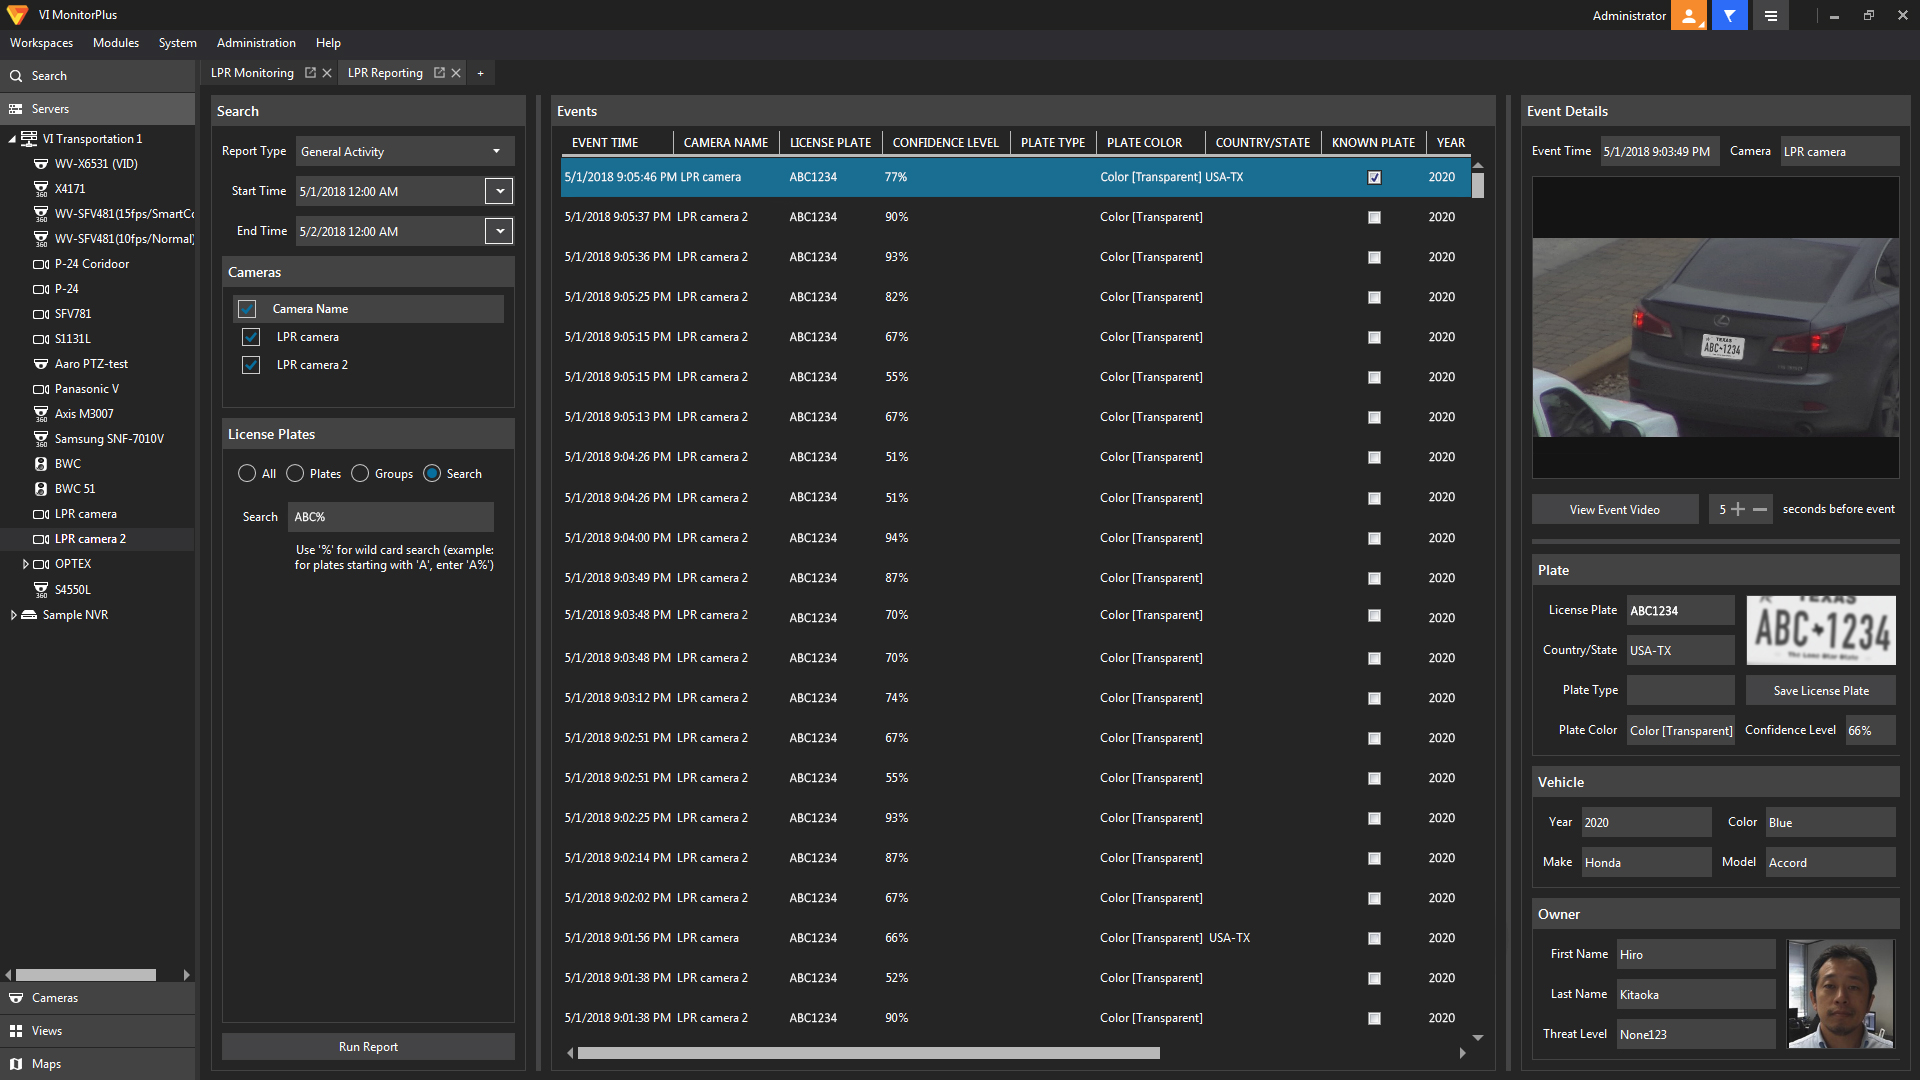 VI MonitorPlus
Administrator
Workspaces Modules System Administration Help
Search
Servers
VI Transportation 1
WV-X6531 (VID)
X4171
WV-SFV481(15fps/SmartCo
WV-SFV481(10fps/Normal)
P-24 Coridoor
P-24
SFV781
S1131L
Aaro PTZ-test
Panasonic V
Axis M3007
Samsung SNF-7010V
BWC
BWC 51
LPR camera
LPR camera 2
OPTEX
S4550L
Sample NVR
Cameras
Views
Maps
LPR Monitoring
LPR Reporting
+
Search
Report Type General Activity
Start Time 5/1/2018 12:00 AM
End Time 5/2/2018 12:00 AM
Cameras
Camera Name
LPR camera
LPR camera 2
License Plates
All Plates Groups Search
Search ABC%
Use '%' for wild card search (example:
for plates starting with 'A', enter 'A%')
Run Report
Events
EVENT TIME CAMERA NAME LICENSE PLATE CONFIDENCE LEVEL PLATE TYPE PLATE COLOR COUNTRY/STATE KNOWN PLATE YEAR
5/1/2018 9:05:46 PM LPR camera ABC1234 77% Color [Transparent] USA-TX 2020
5/1/2018 9:05:37 PM LPR camera 2 ABC1234 90% Color [Transparent] 2020
5/1/2018 9:05:36 PM LPR camera 2 ABC1234 93% Color [Transparent] 2020
5/1/2018 9:05:25 PM LPR camera 2 ABC1234 82% Color [Transparent] 2020
5/1/2018 9:05:15 PM LPR camera 2 ABC1234 67% Color [Transparent] 2020
5/1/2018 9:05:15 PM LPR camera 2 ABC1234 55% Color [Transparent] 2020
5/1/2018 9:05:13 PM LPR camera 2 ABC1234 67% Color [Transparent] 2020
5/1/2018 9:04:26 PM LPR camera 2 ABC1234 51% Color [Transparent] 2020
5/1/2018 9:04:26 PM LPR camera 2 ABC1234 51% Color [Transparent] 2020
5/1/2018 9:04:00 PM LPR camera 2 ABC1234 94% Color [Transparent] 2020
5/1/2018 9:03:49 PM LPR camera 2 ABC1234 87% Color [Transparent] 2020
5/1/2018 9:03:48 PM LPR camera 2 ABC1234 70% Color [Transparent] 2020
5/1/2018 9:03:48 PM LPR camera 2 ABC1234 70% Color [Transparent] 2020
5/1/2018 9:03:12 PM LPR camera 2 ABC1234 74% Color [Transparent] 2020
5/1/2018 9:02:51 PM LPR camera 2 ABC1234 67% Color [Transparent] 2020
5/1/2018 9:02:51 PM LPR camera 2 ABC1234 55% Color [Transparent] 2020
5/1/2018 9:02:25 PM LPR camera 2 ABC1234 93% Color [Transparent] 2020
5/1/2018 9:02:14 PM LPR camera 2 ABC1234 87% Color [Transparent] 2020
5/1/2018 9:02:02 PM LPR camera 2 ABC1234 67% Color [Transparent] 2020
5/1/2018 9:01:56 PM LPR camera ABC1234 66% Color [Transparent] USA-TX 2020
5/1/2018 9:01:38 PM LPR camera 2 ABC1234 52% Color [Transparent] 2020
5/1/2018 9:01:38 PM LPR camera 2 ABC1234 90% Color [Transparent] 2020
Event Details
Event Time 5/1/2018 9:03:49 PM Camera LPR camera
TEXAS
ABC-1234
View Event Video 5 seconds before event
Plate
License Plate ABC1234
TEXAS
ABC 1234
The Lone Star State
Country/State USA-TX
Plate Type
Save License Plate
Plate Color Color [Transparent] Confidence Level 66%
Vehicle
Year 2020 Color Blue
Make Honda Model Accord
Owner
First Name Hiro
Last Name Kitaoka
Threat Level None123